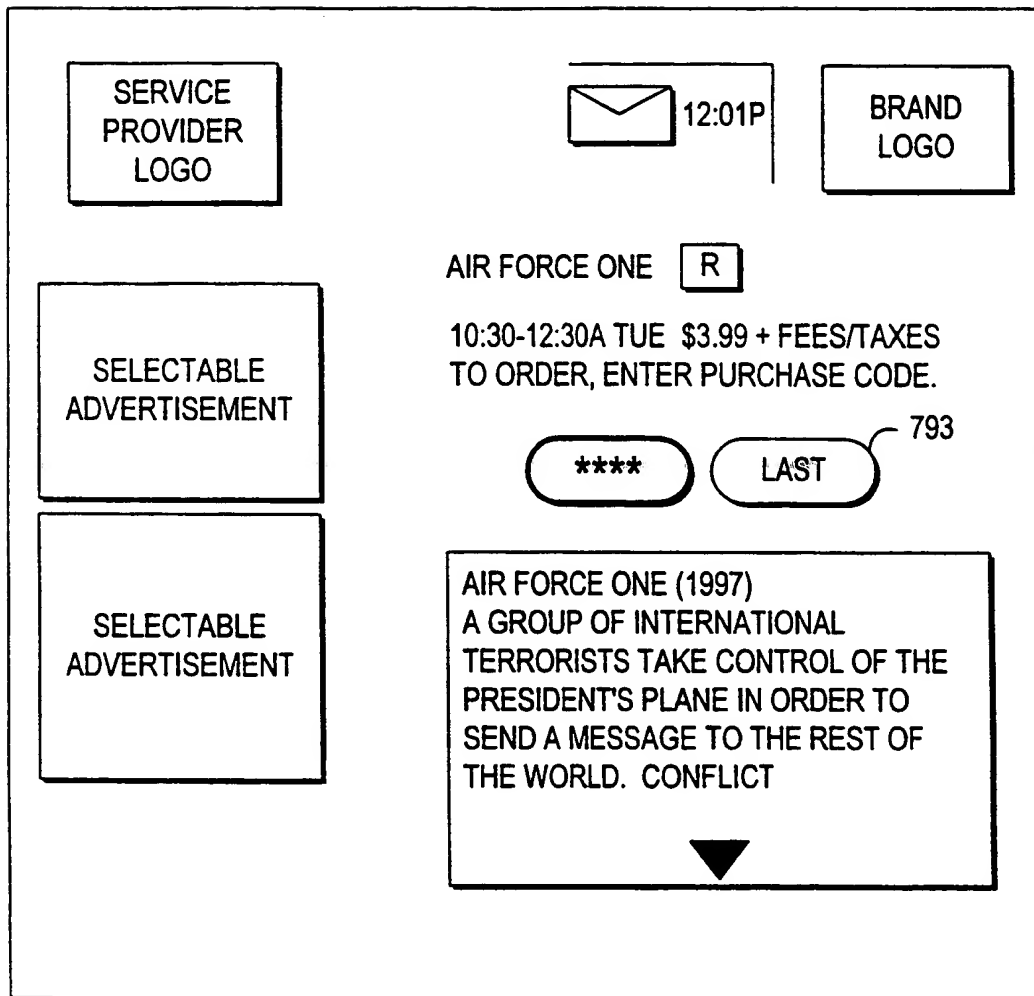 SERVICE
PROVIDER
LOGO
12:01P
BRAND
LOGO
AIR FORCE ONE R
10:30-12:30A TUE $3.99 + FEES/TAXES
TO ORDER, ENTER PURCHASE CODE.
**** LAST 793
SELECTABLE
ADVERTISEMENT
SELECTABLE
ADVERTISEMENT
AIR FORCE ONE (1997)
A GROUP OF INTERNATIONAL
TERRORISTS TAKE CONTROL OF THE
PRESIDENT'S PLANE IN ORDER TO
SEND A MESSAGE TO THE REST OF
THE WORLD. CONFLICT